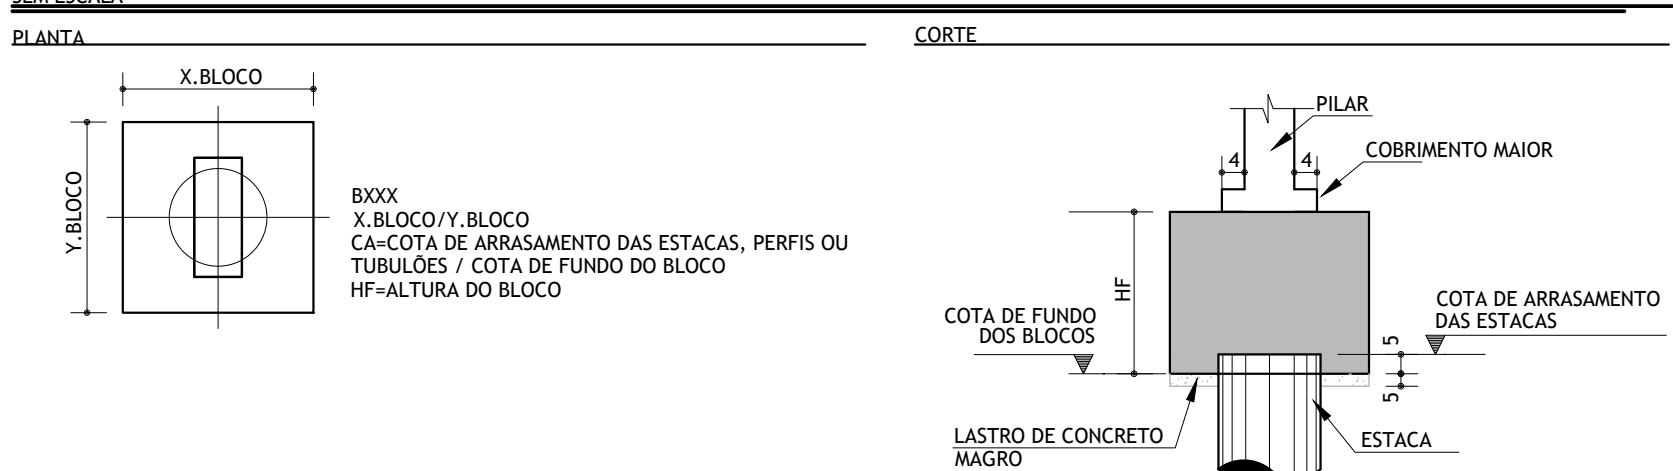 SEM ESCALA
PLANTA
X.BLOCO
Y.BLOCO
BXXX
X.BLOCO/Y.BLOCO
CA=COTA DE ARRASAMENTO DAS ESTACAS, PERFIS OU
TUBULÕES / COTA DE FUNDO DO BLOCO
HF=ALTURA DO BLOCO
CORTE
PILAR
4
4
COBRIMENTO MAIOR
HF
COTA DE FUNDO
DOS BLOCOS
COTA DE ARRASAMENTO
DAS ESTACAS
5
5
LASTRO DE CONCRETO
MAGRO
ESTACA